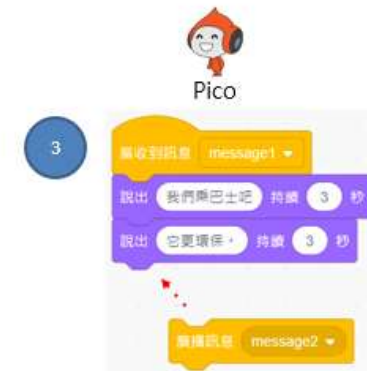 Pico
3
當收到訊息 message1
說出 我們乘巴士吧 持續 3 秒
說出 它更環保。 持續 3 秒
廣播訊息 message2